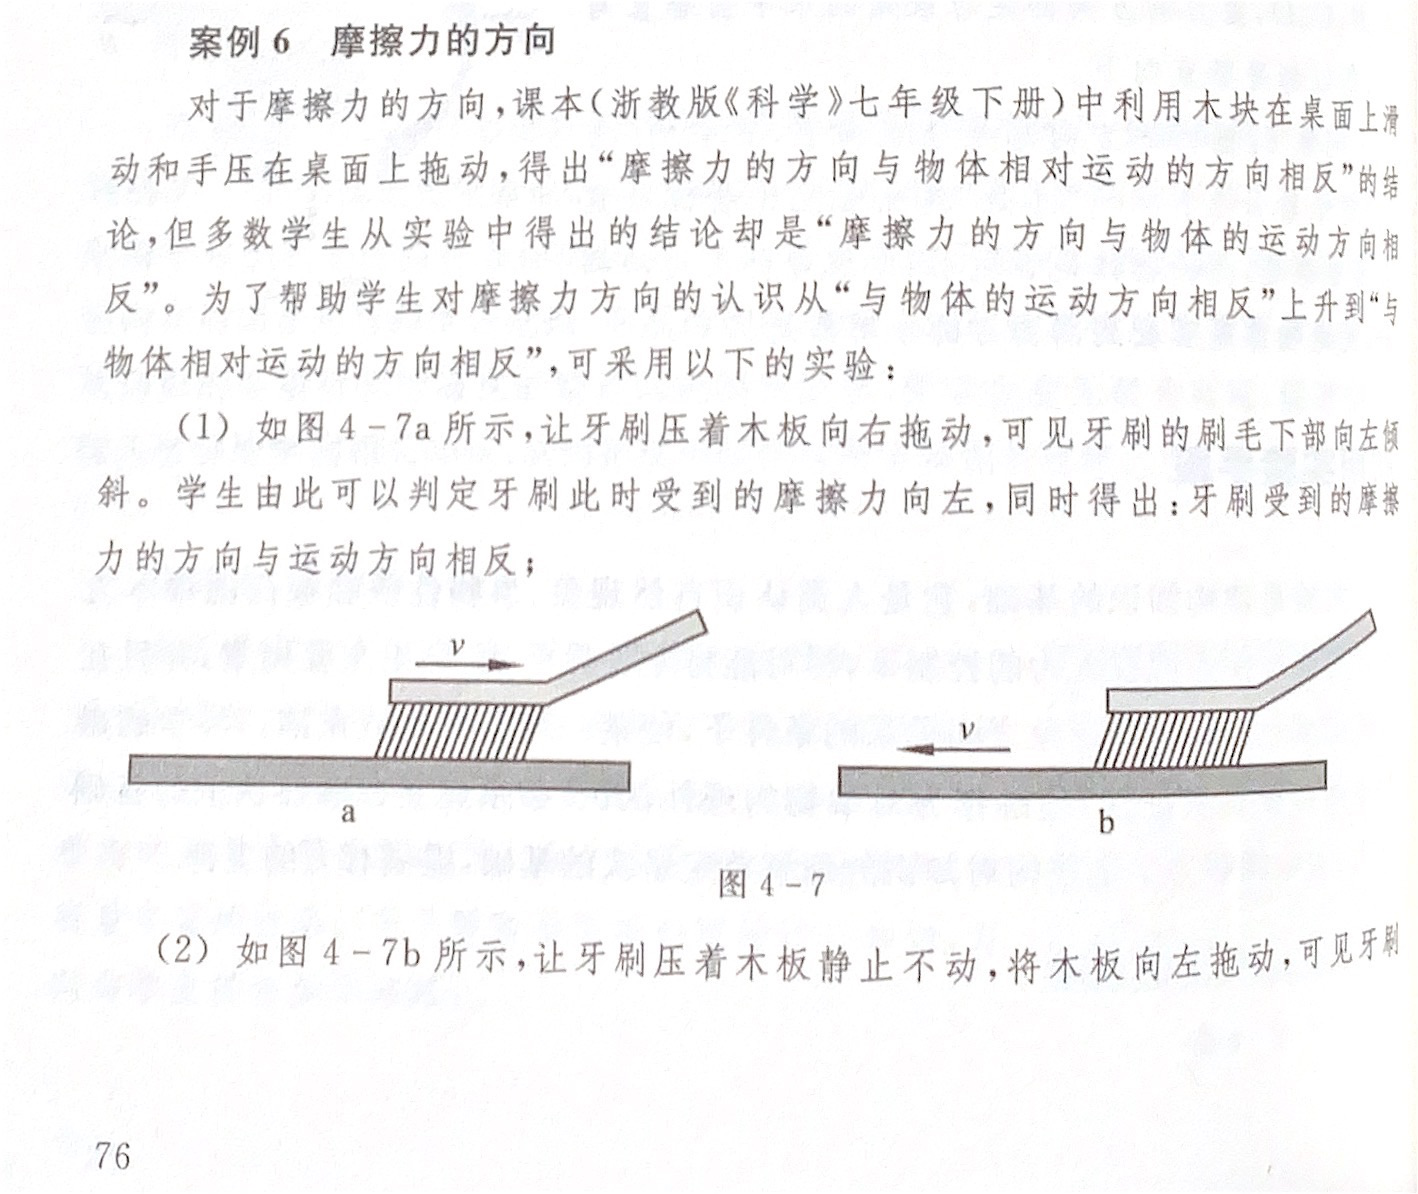 案例6 摩擦力的方向
对于摩擦力的方向,课本(浙教版《科学》七年级下册)中利用木块在桌面上滑
动和手压在桌面上拖动,得出“摩擦力的方向与物体相对运动的方向相反”的结
论,但多数学生从实验中得出的结论却是“摩擦力的方向与物体的运动方向相
反”。为了帮助学生对摩擦力方向的认识从“与物体的运动方向相反”上升到“与
物体相对运动的方向相反”,可采用以下的实验:
(1) 如图4-7a所示,让牙刷压着木板向右拖动,可见牙刷的刷毛下部向左倾
斜。学生由此可以判定牙刷此时受到的摩擦力向左,同时得出:牙刷受到的摩擦
力的方向与运动方向相反;
v
v
a
b
图4-7
(2) 如图4-7b所示,让牙刷压着木板静止不动,将木板向左拖动,可见牙刷
76